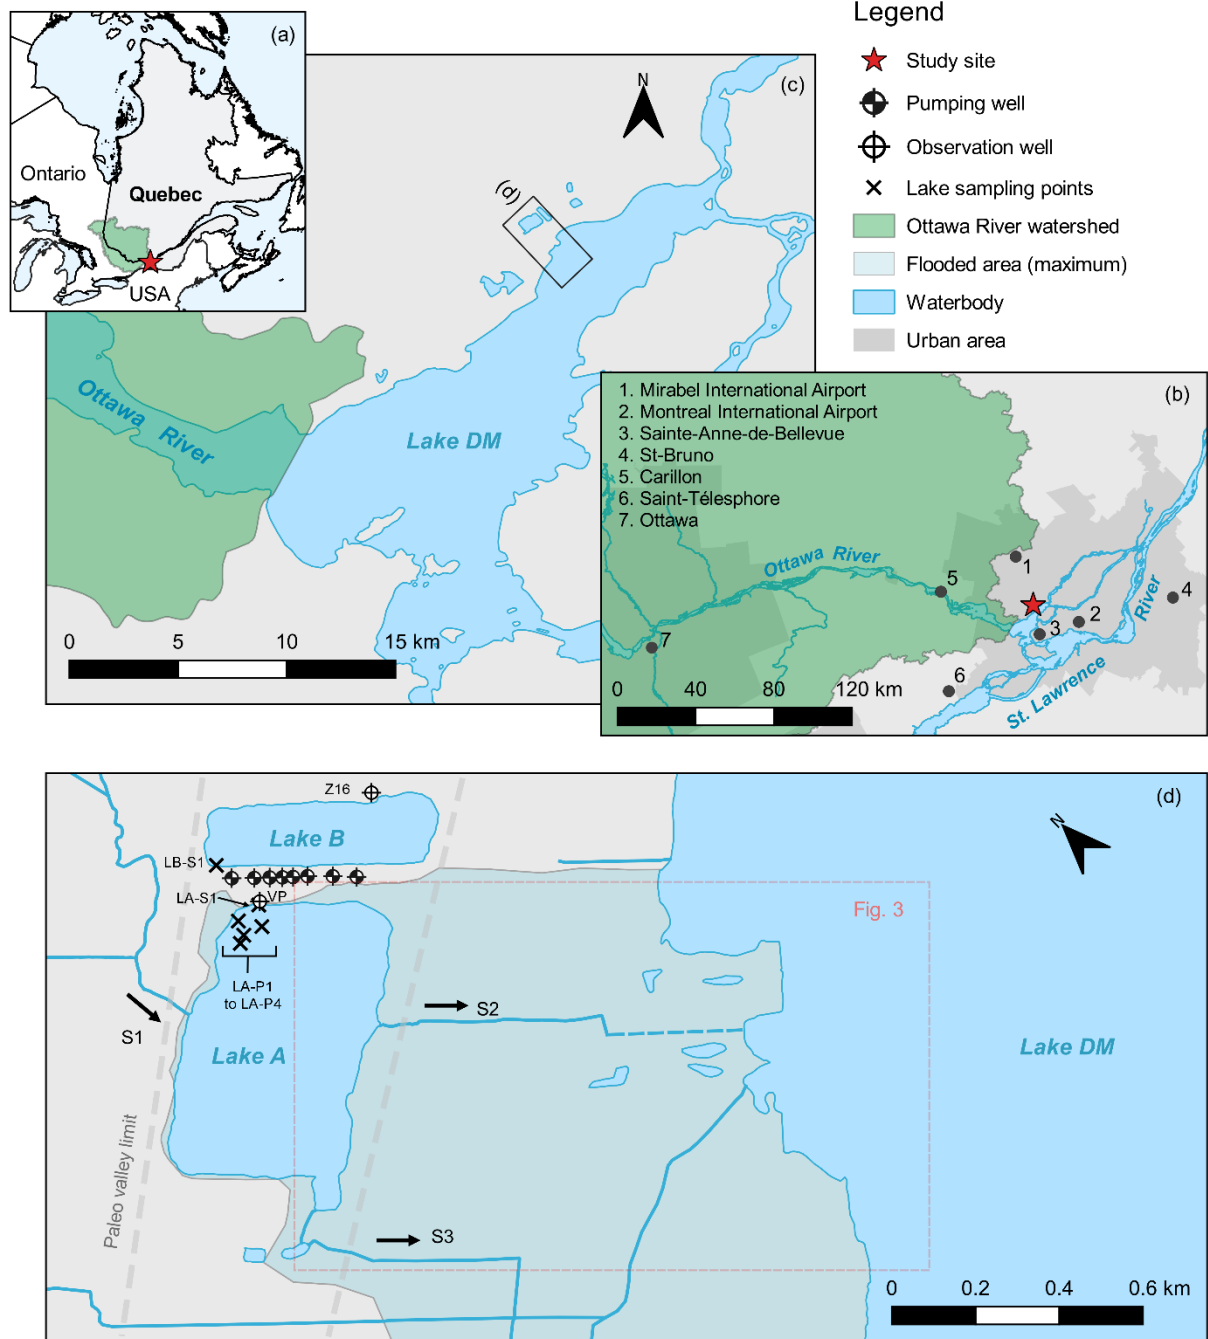 Legend
Study site
Pumping well
Observation well
Lake sampling points
Ottawa River watershed
Flooded area (maximum)
Waterbody
Urban area
(a)
Ontario
Quebec
USA
(c)
N
(d)
Ottawa River
Lake DM
0 5 10 15 km
(b)
1. Mirabel International Airport
2. Montreal International Airport
3. Sainte-Anne-de-Bellevue
4. St-Bruno
5. Carillon
6. Saint-Télesphore
7. Ottawa
Ottawa River
1
5
4
2
3
7
6
St. Lawrence River
0 40 80 120 km
(d)
N
Z16
Lake B
LB-S1
LA-S1
VP
Fig. 3
LA-P1
to LA-P4
S1
S2
Lake A
Lake DM
Paleo valley limit
S3
0 0.2 0.4 0.6 km